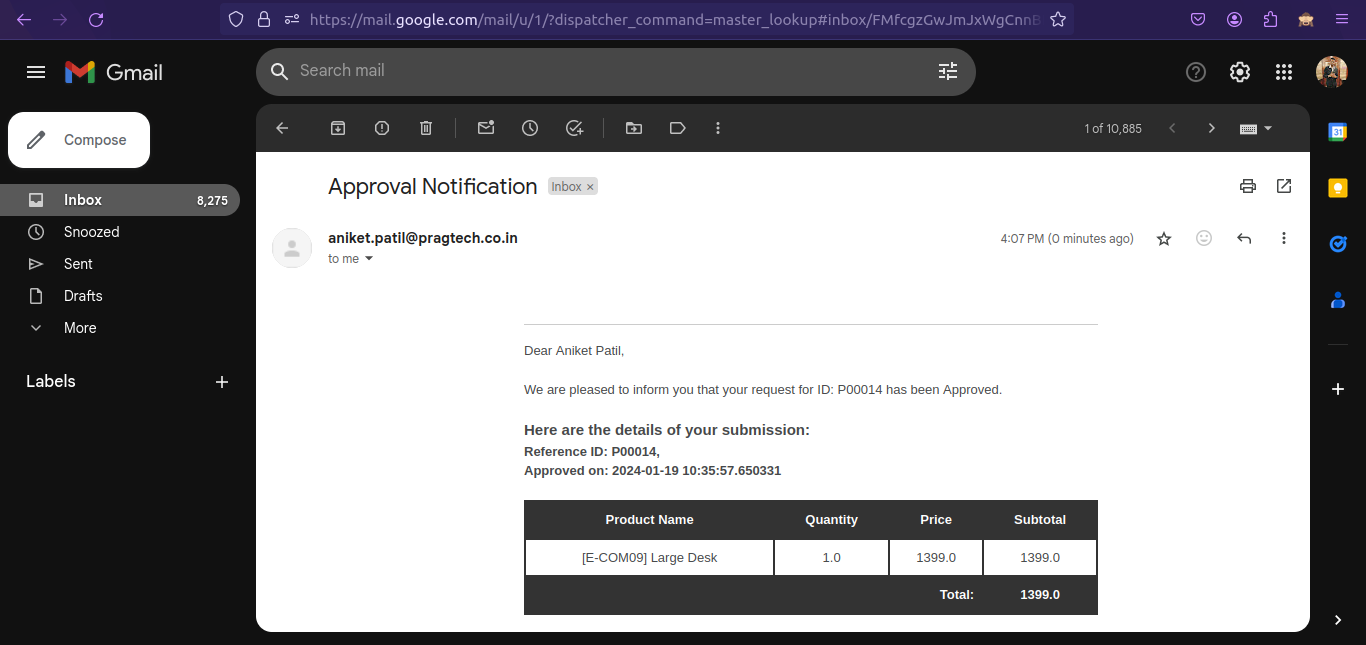 https://mail.google.com/mail/u/1/?dispatcher_command=master_lookup#inbox/FMfcgzGwJmJxWgCnnB
Gmail
Search mail
Compose
1 of 10,885
31
Inbox 8,275
Snoozed
Sent
Drafts
More
Labels
Approval Notification Inbox ×
aniket.patil@pragtech.co.in 4:07 PM (0 minutes ago)
to me
Dear Aniket Patil,
We are pleased to inform you that your request for ID: P00014 has been Approved.
Here are the details of your submission:
Reference ID: P00014,
Approved on: 2024-01-19 10:35:57.650331
Product Name Quantity Price Subtotal
[E-COM09] Large Desk 1.0 1399.0 1399.0
Total: 1399.0